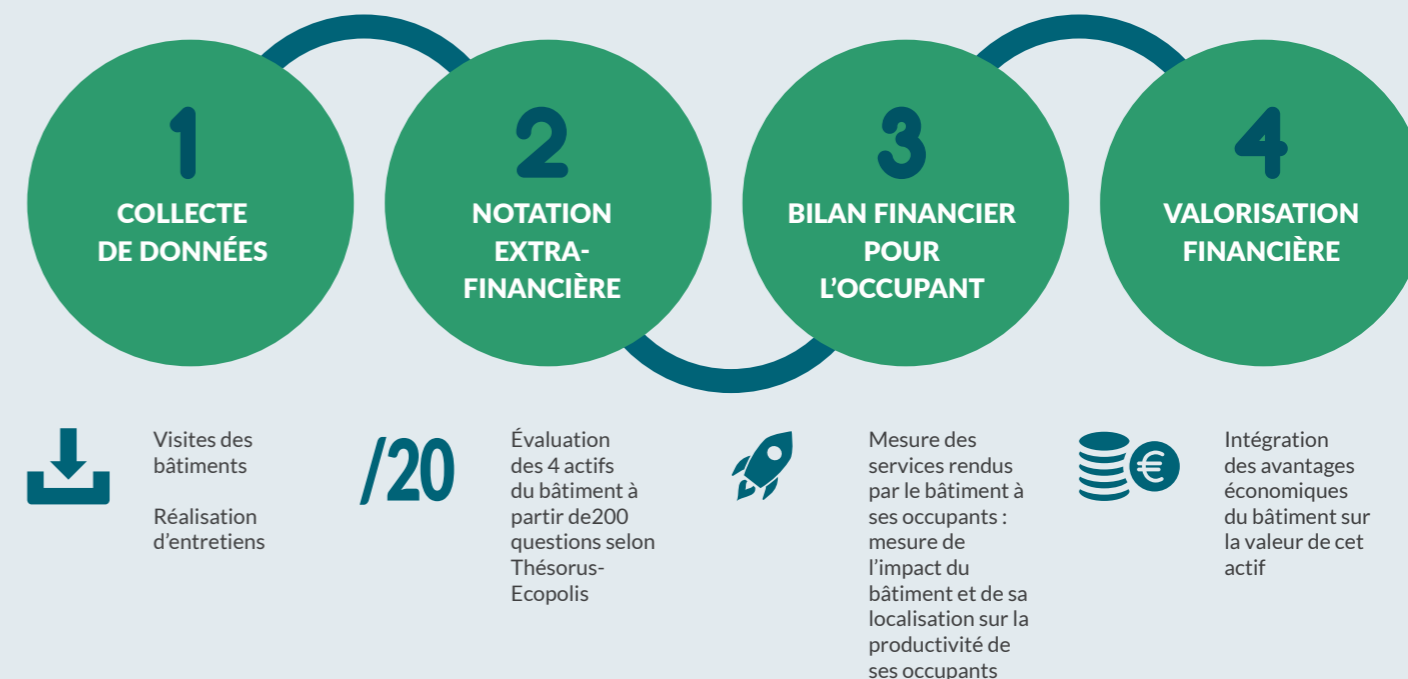 1
COLLECTE
DE DONNÉES
2
NOTATION
EXTRA-
FINANCIÈRE
3
BILAN FINANCIER
POUR
L’OCCUPANT
4
VALORISATION
FINANCIÈRE
Visites des
bâtiments
Réalisation
d’entretiens
/20
Évaluation
des 4 actifs
du bâtiment à
partir de200
questions selon
Thésorus-
Ecopolis
Mesure des
services rendus
par le bâtiment à
ses occupants :
mesure de
l’impact du
bâtiment et de sa
localisation sur la
productivité de
ses occupants
€
Intégration
des avantages
économiques
du bâtiment sur
la valeur de cet
actif